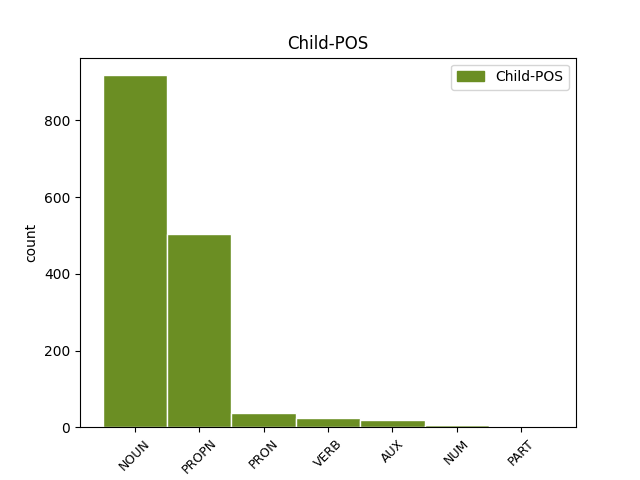 Child-POS
Child-POS
count
800
600
400
200
0
NOUN
PROPN
PRON
VERB
AUX
NUM
PART